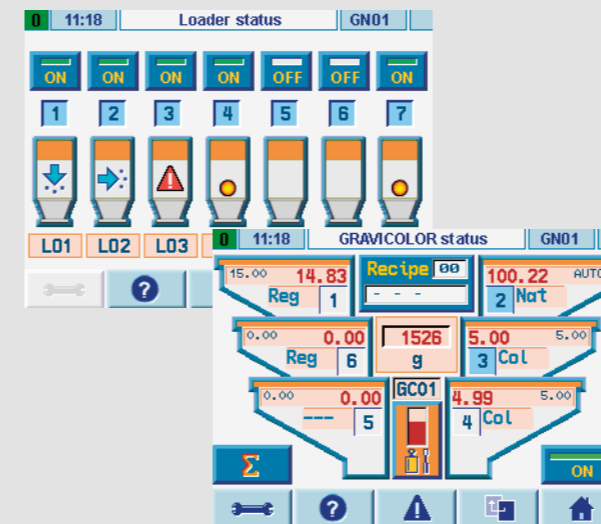 0 11:18 Loader status GN01
ON ON ON ON OFF OFF ON
1 2 3 4 5 6 7
LO1 LO2 LO3
?
0 11:18 GRAVICOLOR status GN01
15.00 14.83 Recipe 00 100.22 AUTO
Reg 1 - - - 2 Nat
0.00 0.00 1526 5.00 5.00
Reg 6 g 3 Col
0.00 0.00 GC01 4.99 5.00
--- 5 4 Col
Σ ON
?